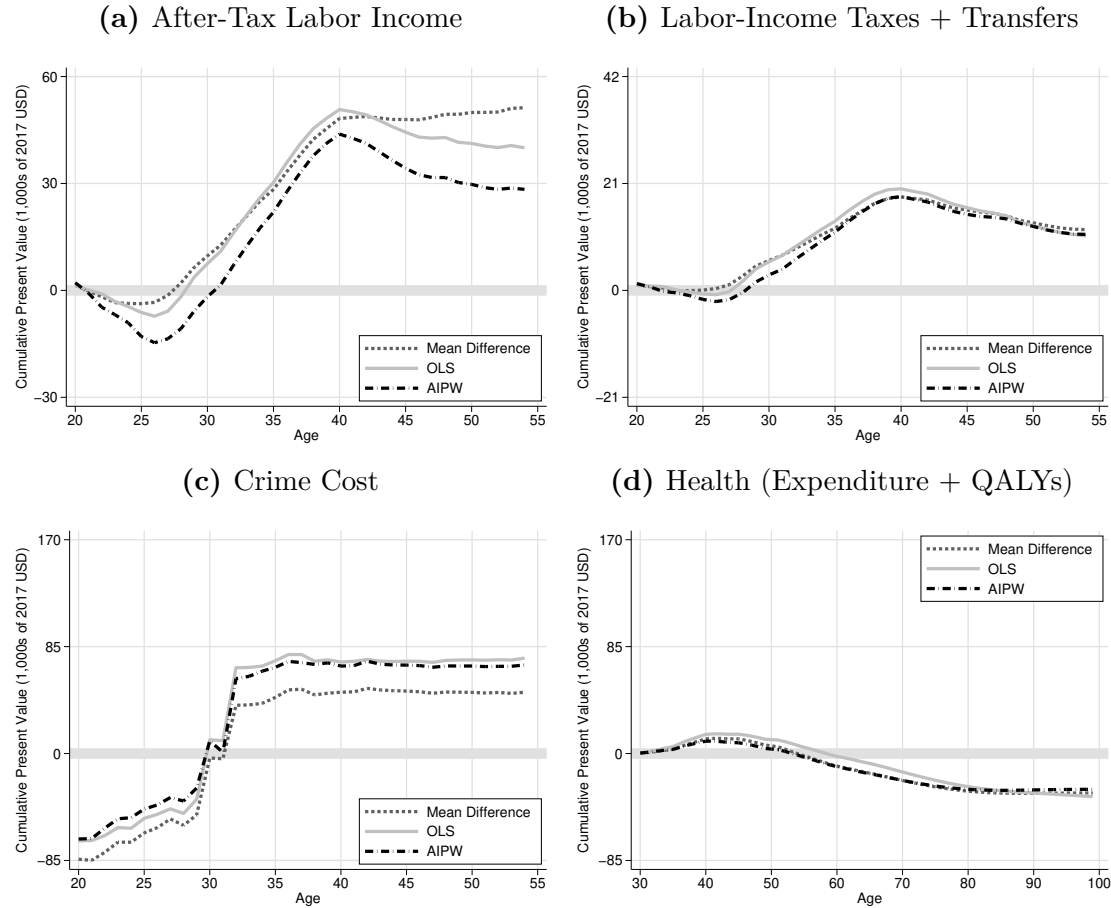 (a) After-Tax Labor Income
Cumulative Present Value (1,000s of 2017 USD)
60
30
0
−30
20 25 30 35 40 45 50 55
Age
Mean Difference
OLS
AIPW
(b) Labor-Income Taxes + Transfers
Cumulative Present Value (1,000s of 2017 USD)
42
21
0
−21
20 25 30 35 40 45 50 55
Age
Mean Difference
OLS
AIPW
(c) Crime Cost
Cumulative Present Value (1,000s of 2017 USD)
170
85
0
−85
20 25 30 35 40 45 50 55
Age
Mean Difference
OLS
AIPW
(d) Health (Expenditure + QALYs)
Cumulative Present Value (1,000s of 2017 USD)
170
85
0
−85
30 40 50 60 70 80 90 100
Age
Mean Difference
OLS
AIPW